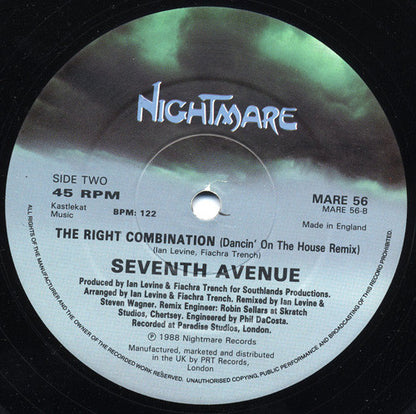 NIGHTMARE
SIDE TWO
45 RPM
Kastlekat
Music
BPM: 122
MARE 56
MARE 56-B
Made in England
THE RIGHT COMBINATION (Dancin' On The House Remix)
(Ian Levine, Fiachra Trench)
SEVENTH AVENUE
Produced by Ian Levine & Fiachra Trench for Southlands Productions.
Arranged by Ian Levine & Fiachra Trench. Remixed by Ian Levine &
Steven Wagner. Remix Engineer: Robin Sellars at Skratch
Studios, Chertsey. Engineered by Phil DaCosta.
Recorded at Paradise Studios, London.
℗ 1988 Nightmare Records
Manufactured, marketed and distributed
in the UK by PRT Records,
London
ALL RIGHTS OF THE MANUFACTURER AND THE OWNER OF THE RECORDED WORK RESERVED. UNAUTHORISED COPYING, PUBLIC PERFORMANCE AND BROADCASTING OF THIS RECORD PROHIBITED.